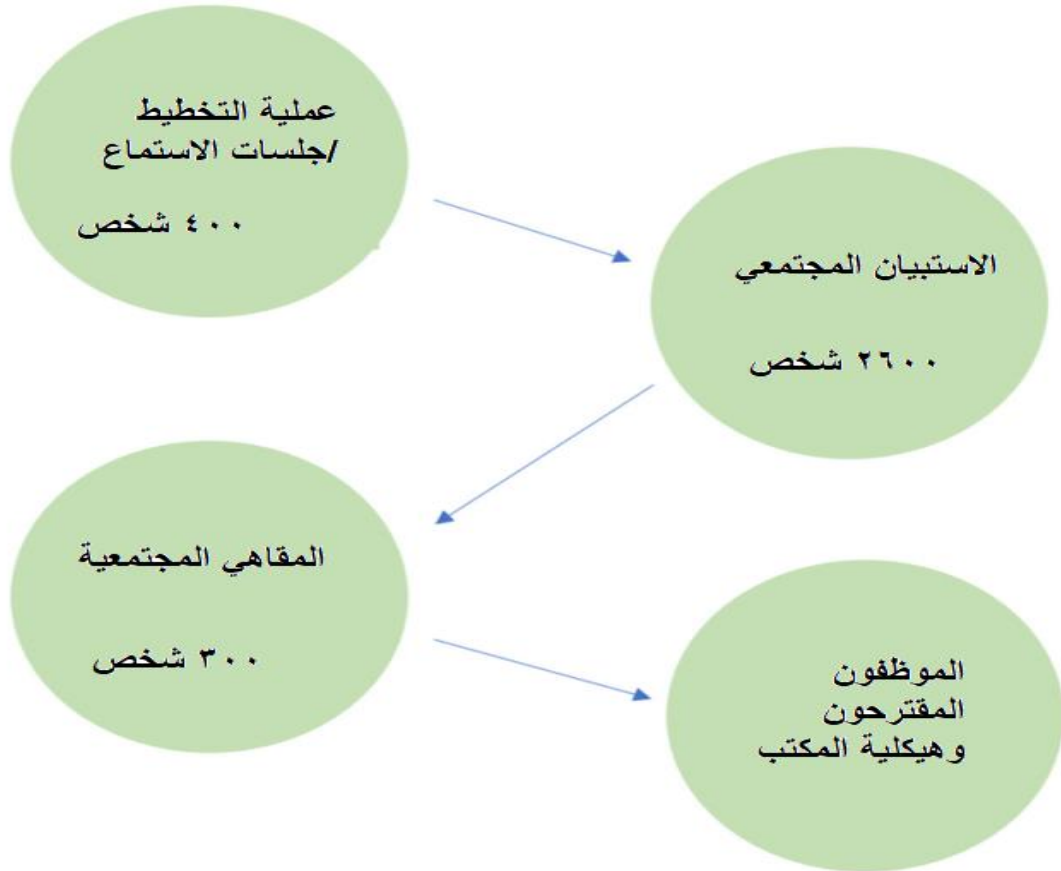 عملية التخطيط
/جلسات الاستماع
٤٠٠ شخص
الاستبيان المجتمعي
٢٦٠٠ شخص
المقاهي المجتمعية
٣٠٠ شخص
الموظفون
المقترحون
وهيكلية المكتب